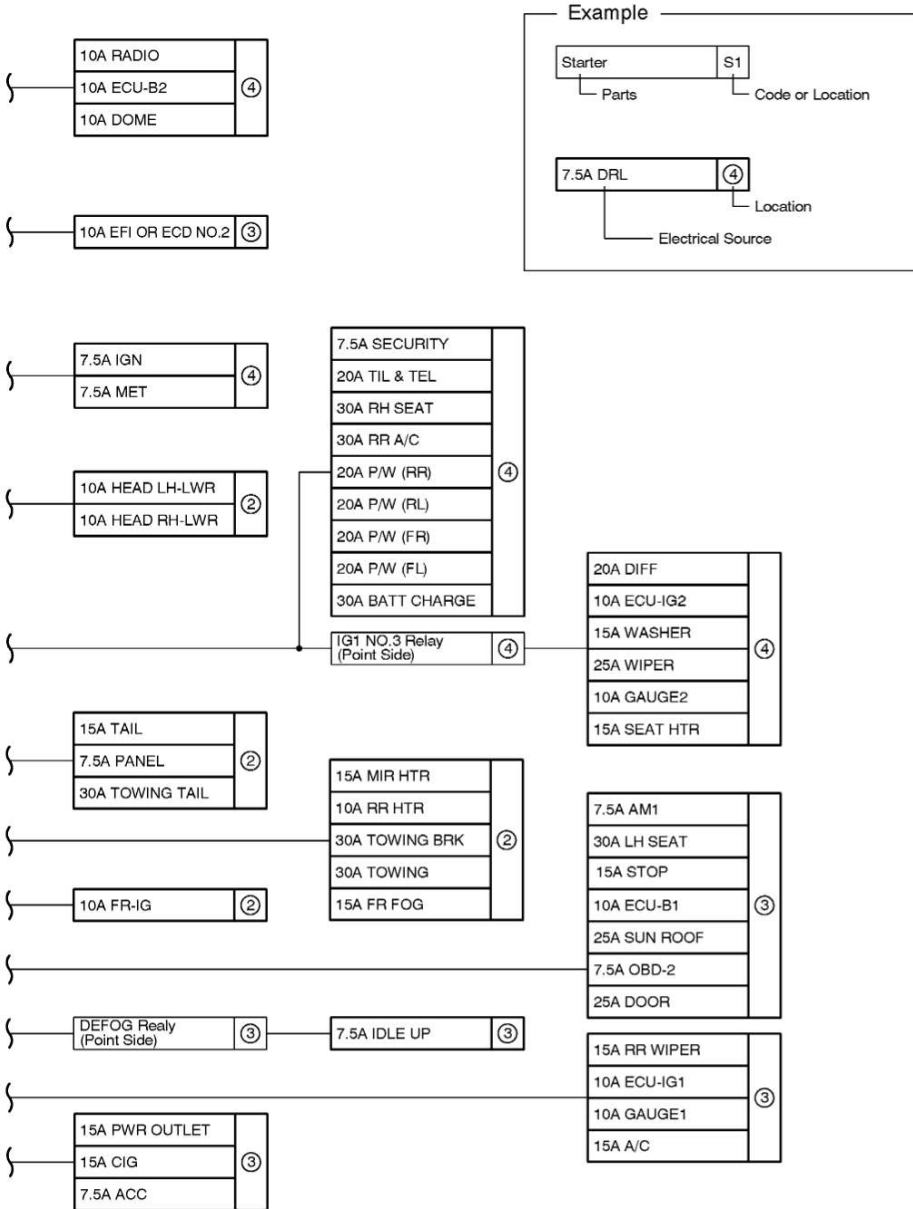 Example
Starter
S1
Parts
Code or Location
7.5A DRL
④
Location
Electrical Source
10A RADIO
10A ECU-B2
10A DOME
④
10A EFI OR ECD NO.2
③
7.5A IGN
7.5A MET
④
10A HEAD LH-LWR
10A HEAD RH-LWR
②
7.5A SECURITY
20A TIL & TEL
30A RH SEAT
30A RR A/C
20A P/W (RR)
20A P/W (RL)
20A P/W (FR)
20A P/W (FL)
30A BATT CHARGE
④
IG1 NO.3 Relay
(Point Side)
④
20A DIFF
10A ECU-IG2
15A WASHER
25A WIPER
10A GAUGE2
15A SEAT HTR
④
15A TAIL
7.5A PANEL
30A TOWING TAIL
②
15A MIR HTR
10A RR HTR
30A TOWING BRK
30A TOWING
15A FR FOG
②
10A FR-IG
②
7.5A AM1
30A LH SEAT
15A STOP
10A ECU-B1
25A SUN ROOF
7.5A OBD-2
25A DOOR
③
DEFOG Realy
(Point Side)
③
7.5A IDLE UP
③
15A RR WIPER
10A ECU-IG1
10A GAUGE1
15A A/C
③
15A PWR OUTLET
15A CIG
7.5A ACC
③